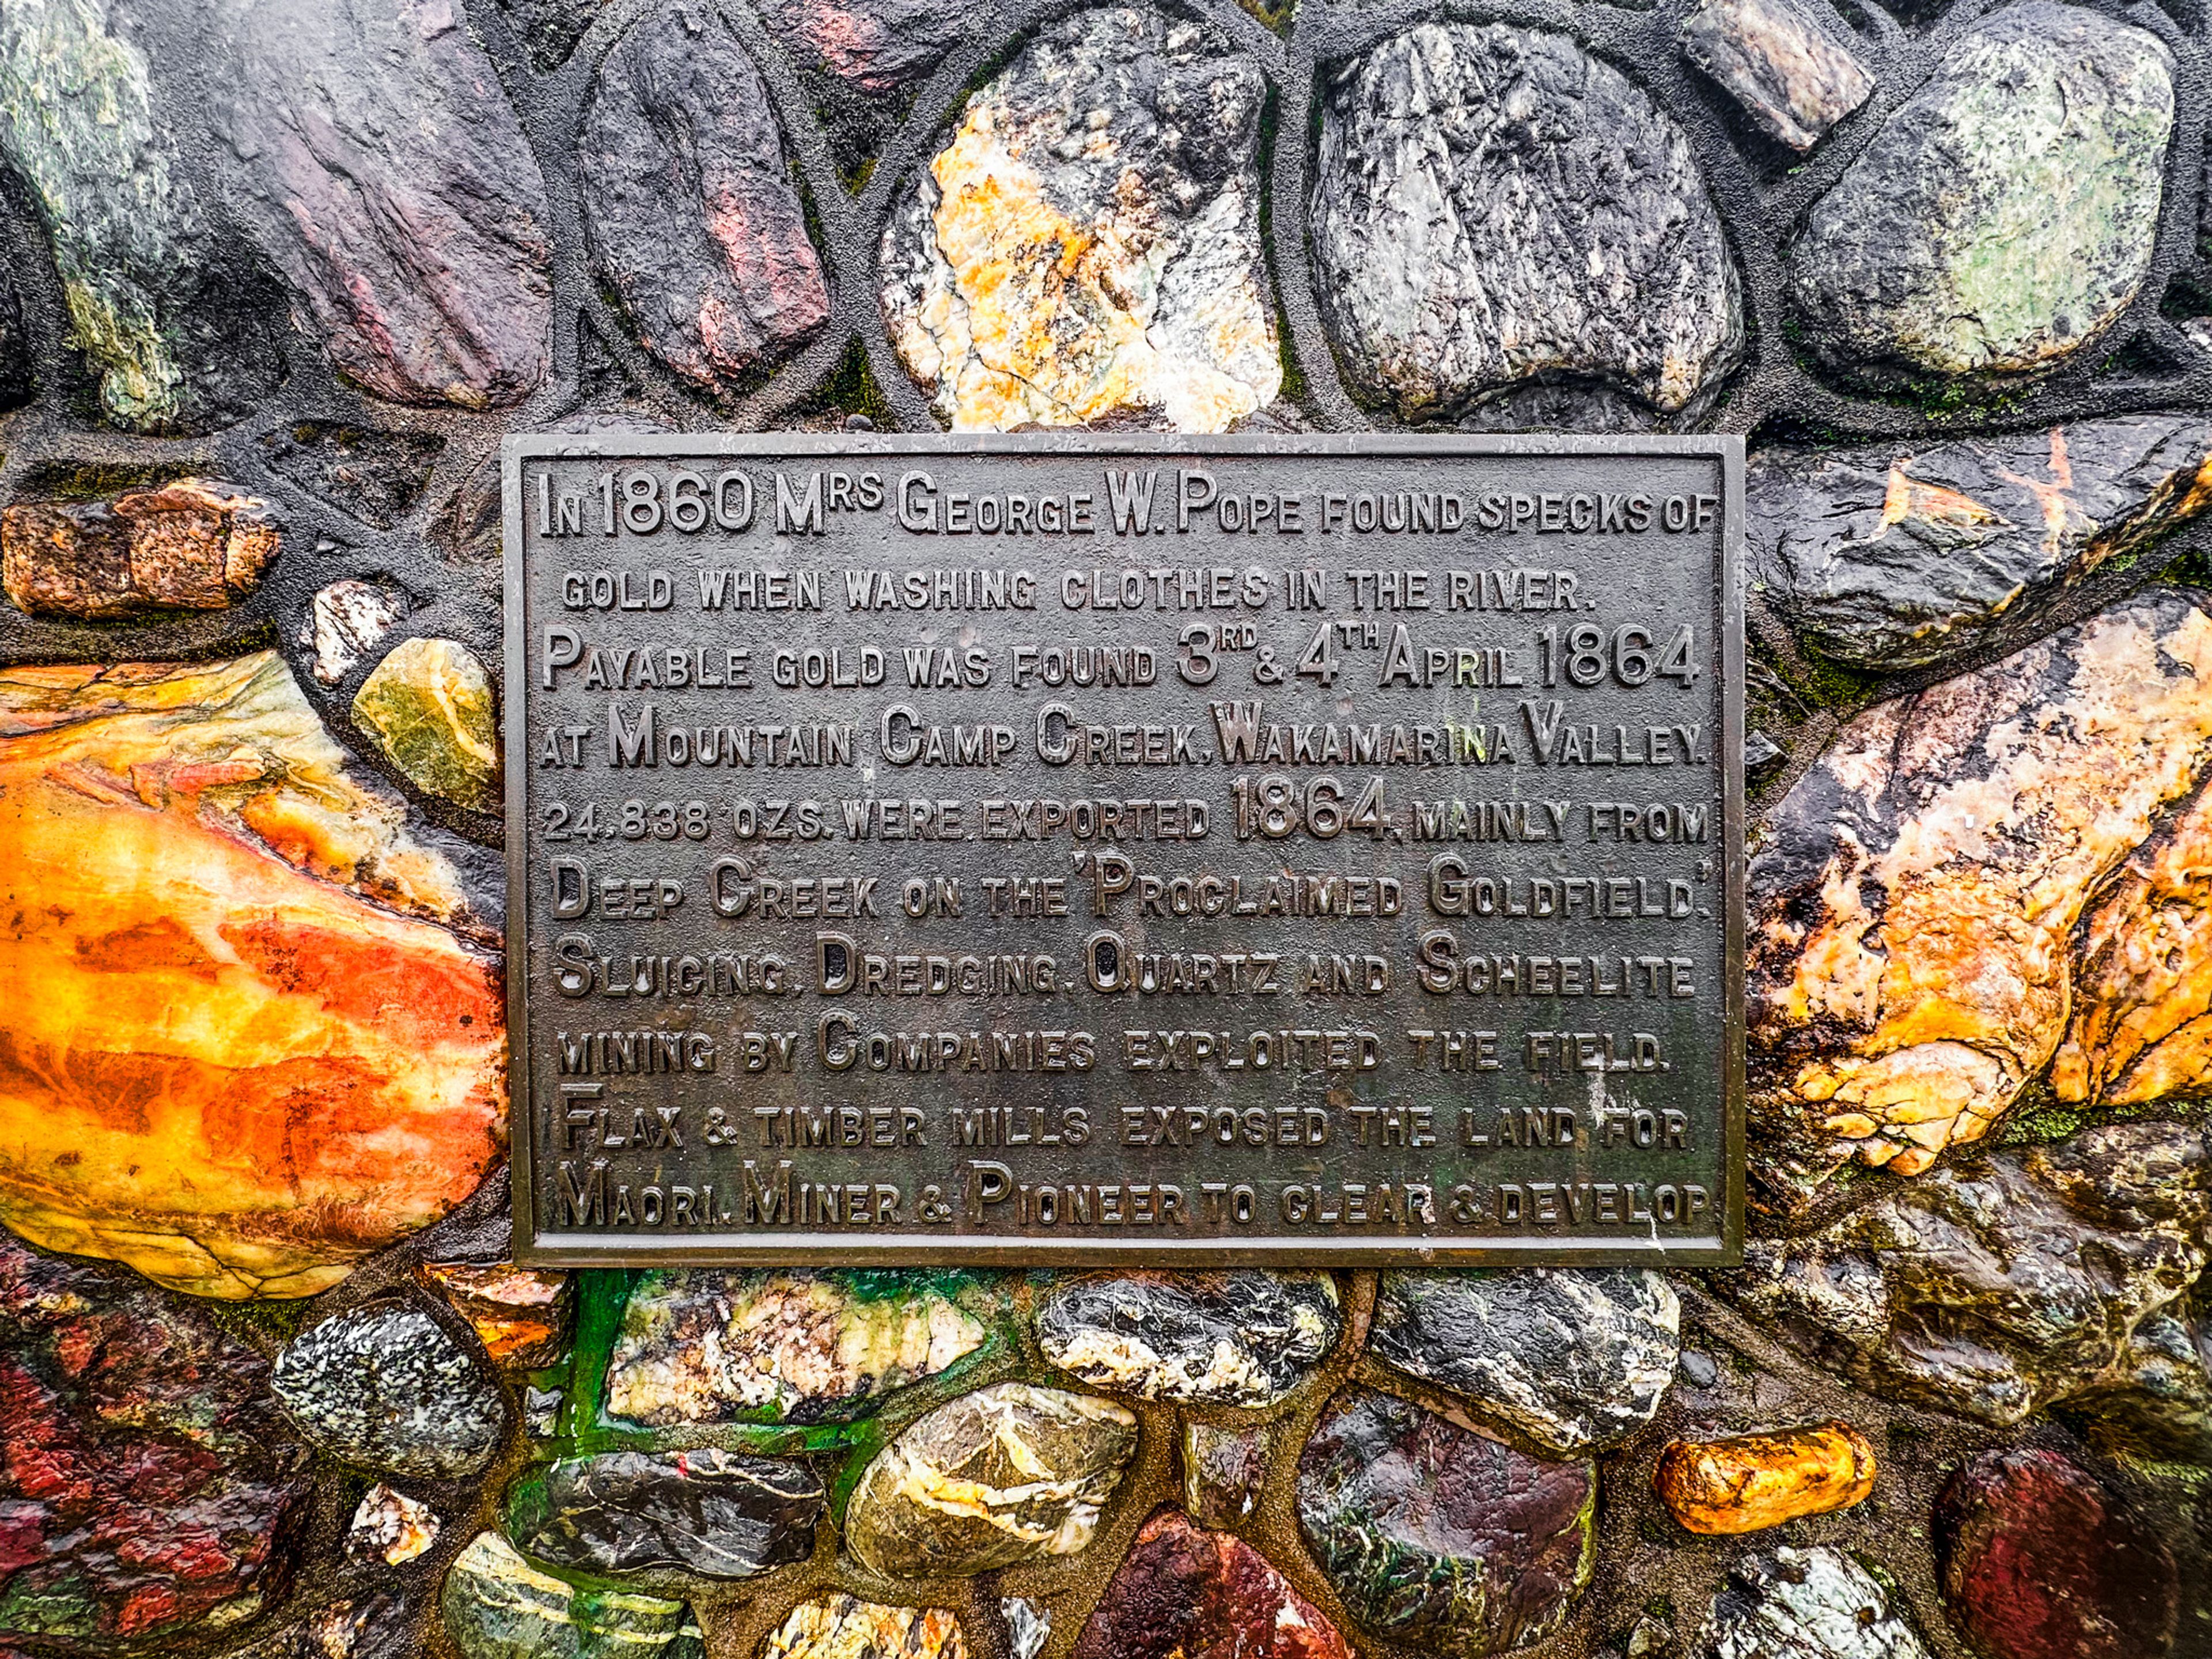 In 1860 Mrs George W. Pope found specks of
gold when washing clothes in the river.
Payable gold was found 3rd & 4th April 1864
at Mountain Camp Creek, Wakamarina Valley.
24,838 ozs. were exported 1864, mainly from
Deep Creek on the 'Proclaimed Goldfield.'
Sluicing, Dredging, Quartz and Scheelite
mining by Companies exploited the field.
Flax & timber mills exposed the land for
Maori, Miner & Pioneer to clear & develop